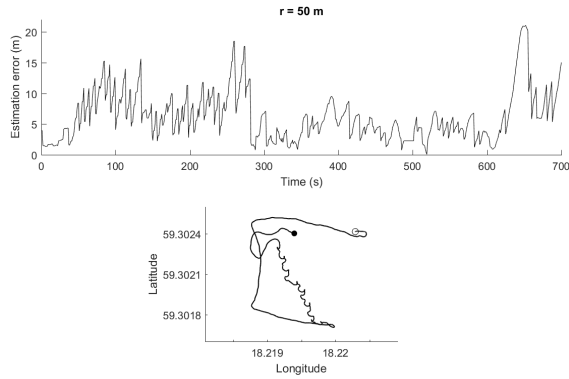 r = 50 m
Estimation error (m)
20
15
10
5
0
0 100 200 300 400 500 600 700
Time (s)
Latitude
59.3024
59.3021
59.3018
18.219 18.22
Longitude